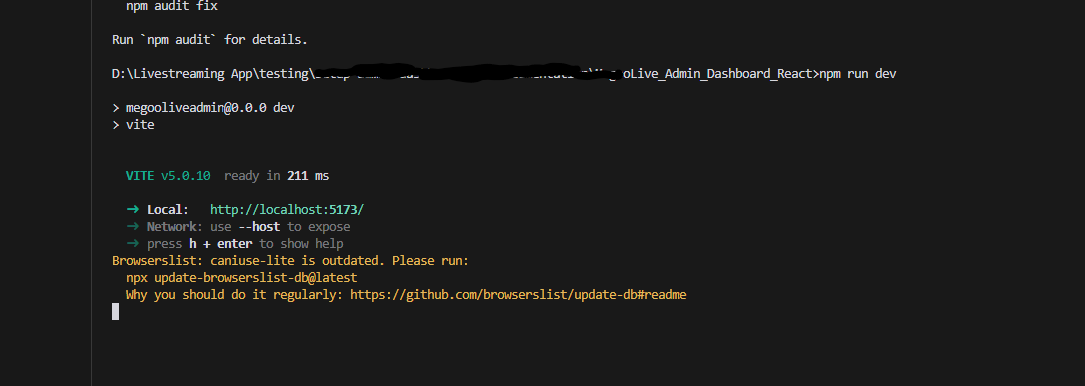 npm audit fix
Run `npm audit` for details.
D:\Livestreaming App\testing\ oLive_Admin_Dashboard_React>npm run dev
> megooliveadmin@0.0.0 dev
> vite
VITE v5.0.10 ready in 211 ms
➜ Local: http://localhost:5173/
➜ Network: use --host to expose
➜ press h + enter to show help
Browserslist: caniuse-lite is outdated. Please run:
npx update-browserslist-db@latest
Why you should do it regularly: https://github.com/browserslist/update-db#readme